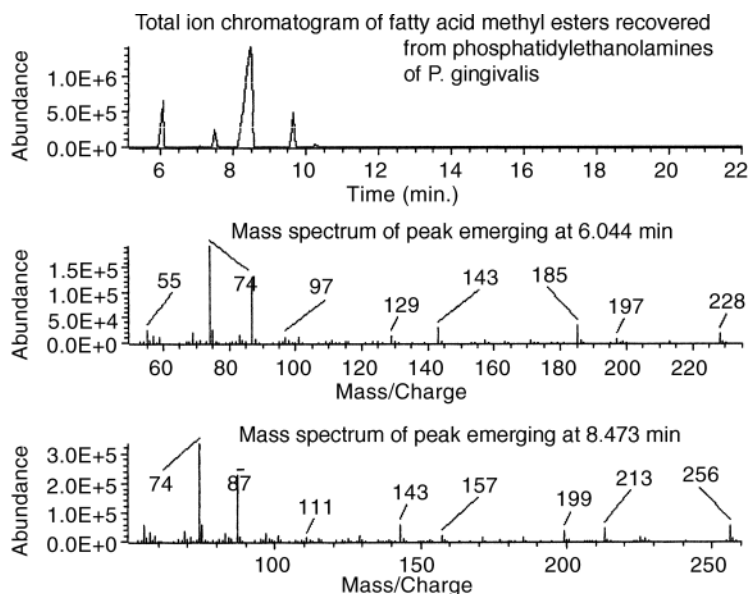 Total ion chromatogram of fatty acid methyl esters recovered
from phosphatidylethanolamines
of P. gingivalis
Abundance
1.0E+6
5.0E+5
0.0E+0
6 8 10 12 14 16 18 20 22
Time (min.)
Mass spectrum of peak emerging at 6.044 min
Abundance
1.5E+5
1.0E+5
5.0E+4
0.0E+0
55 74 97 129 143 185 197 228
60 80 100 120 140 160 180 200 220
Mass/Charge
Mass spectrum of peak emerging at 8.473 min
Abundance
3.0E+5
2.0E+5
1.0E+5
0.0E+0
74 87 111 143 157 199 213 256
100 150 200 250
Mass/Charge